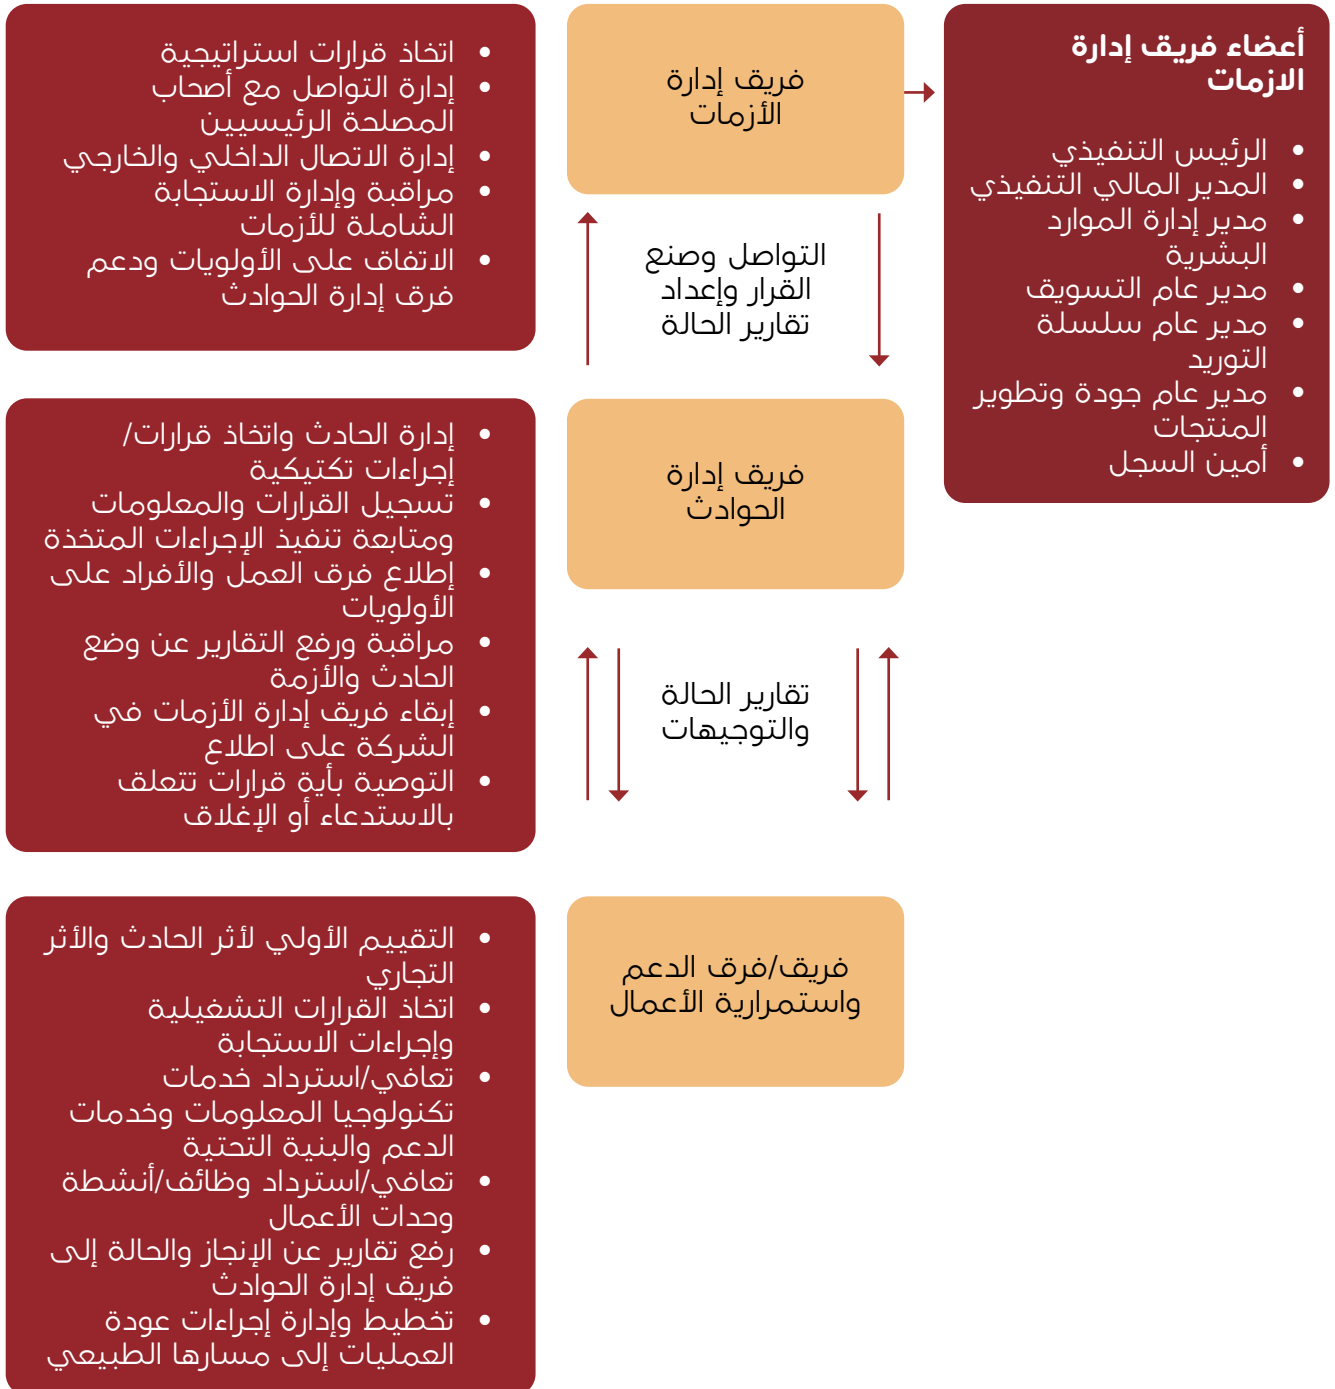 أعضاء فريق إدارة
الازمات
• الرئيس التنفيذي
• المدير المالي التنفيذي
• مدير إدارة الموارد
البشرية
• مدير عام التسويق
• مدير عام سلسلة
التوريد
• مدير عام جودة وتطوير
المنتجات
• أمين السجل
فريق إدارة
الأزمات
• اتخاذ قرارات استراتيجية
• إدارة التواصل مع أصحاب
المصلحة الرئيسيين
• إدارة الاتصال الداخلي والخارجي
• مراقبة وإدارة الاستجابة
الشاملة للأزمات
• الاتفاق على الأولويات ودعم
فرق إدارة الحوادث
التواصل وصنع
القرار وإعداد
تقارير الحالة
فريق إدارة
الحوادث
• إدارة الحادث واتخاذ قرارات/
إجراءات تكتيكية
• تسجيل القرارات والمعلومات
ومتابعة تنفيذ الإجراءات المتخذة
• إطلاع فرق العمل والأفراد على
الأولويات
• مراقبة ورفع التقارير عن وضع
الحادث والأزمة
• إبقاء فريق إدارة الأزمات في
الشركة على اطلاع
• التوصية بأية قرارات تتعلق
بالاستدعاء أو الإغلاق
تقارير الحالة
والتوجيهات
فريق/فرق الدعم
واستمرارية الأعمال
• التقييم الأولي لأثر الحادث والأثر
التجاري
• اتخاذ القرارات التشغيلية
وإجراءات الاستجابة
• تعافي/استرداد خدمات
تكنولوجيا المعلومات وخدمات
الدعم والبنية التحتية
• تعافي/استرداد وظائف/أنشطة
وحدات الأعمال
• رفع تقارير عن الإنجاز والحالة إلى
فريق إدارة الحوادث
• تخطيط وإدارة إجراءات عودة
العمليات إلى مسارها الطبيعي